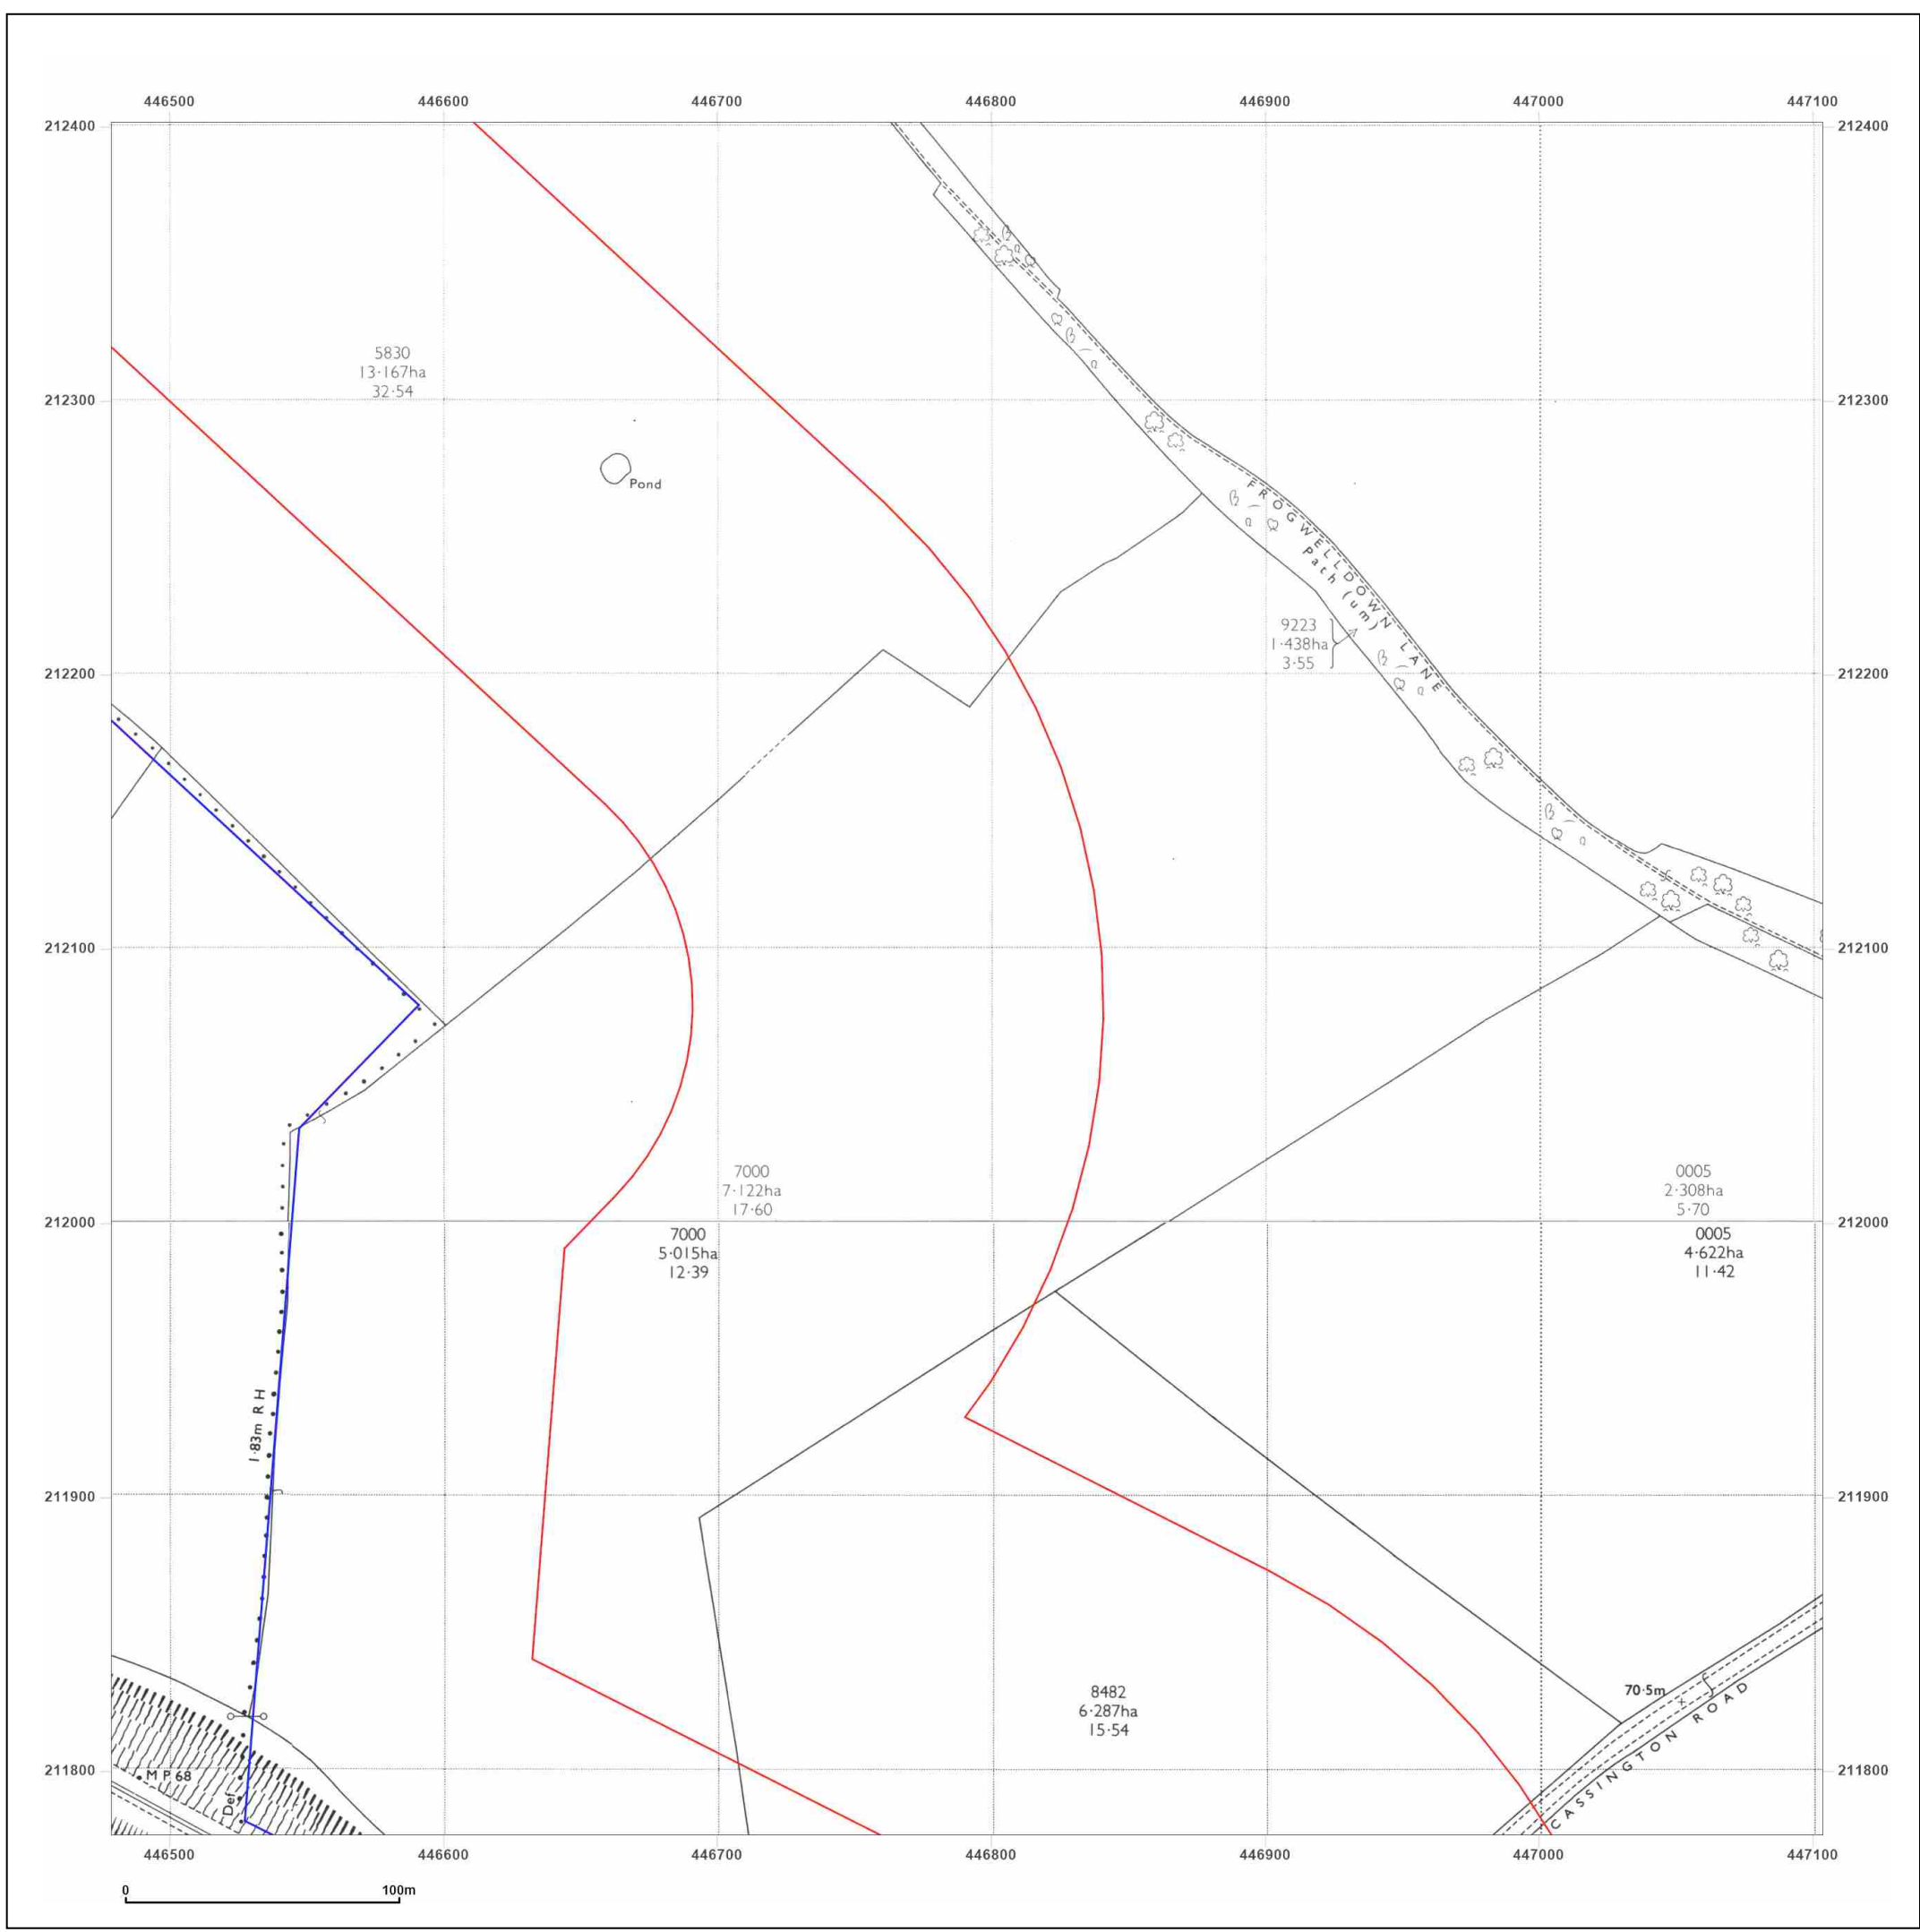 446500 446600 446700 446800 446900 447000 447100
212400 212400
5830
13·167ha
32·54
212300 212300
Pond
FROGWELLDOWN LANE
Path (um)
9223
1·438ha
3·55
212200 212200
212100 212100
7000
7·122ha
17·60
0005
2·308ha
5·70
212000 212000
7000
5·015ha
12·39
0005
4·622ha
11·42
1·83m RH
211900 211900
8482
6·287ha
15·54
70·5m
CASSINGTON ROAD
211800 211800
MP 68
Def
446500 446600 446700 446800 446900 447000 447100
0 100m